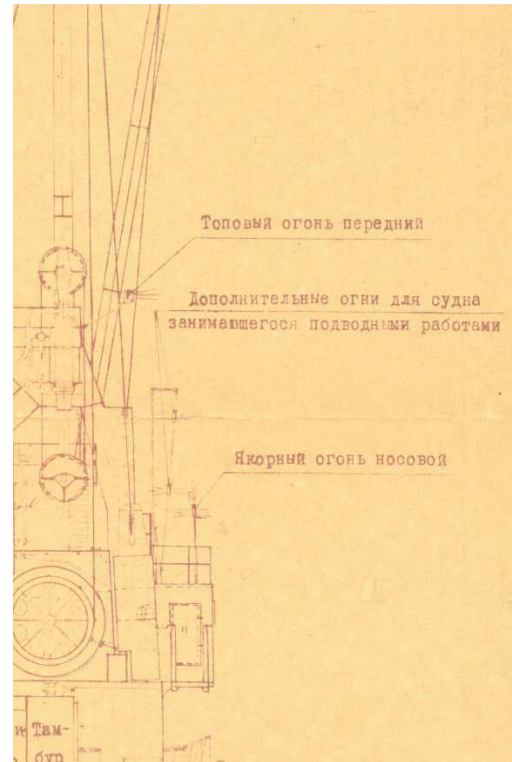 Топовый огонь передний
Дополнительные огни для судна
занимающегося подводными работами
Якорный огонь носовой
Там-
бур